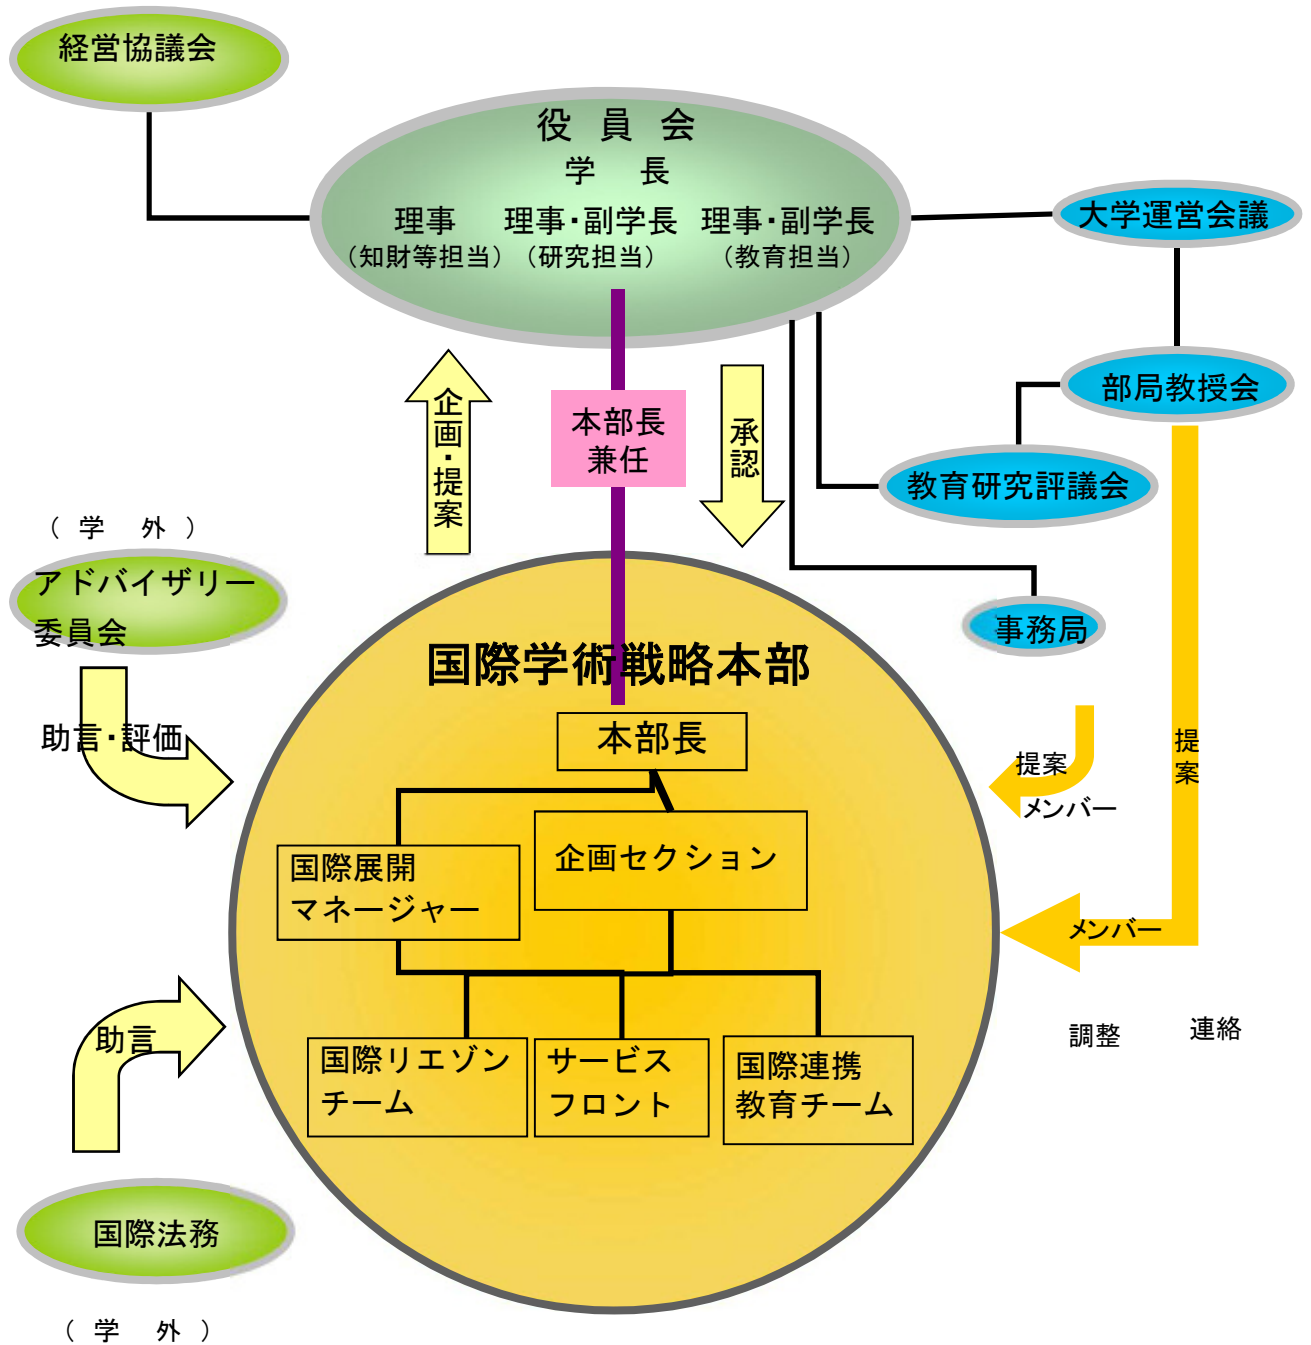 経営協議会
役 員 会
学 長
理事 理事・副学長 理事・副学長
(知財等担当) (研究担当) (教育担当)
大学運営会議
部局教授会
教育研究評議会
事務局
企画・提案
本部長
兼任
承認
(学 外)
アドバイザリー
委員会
助言・評価
国際学術戦略本部
本部長
国際展開
マネージャー
企画セクション
国際リエゾン
チーム
サービス
フロント
国際連携
教育チーム
提案
メンバー
提案
メンバー
調整
連絡
助言
国際法務
(学 外)